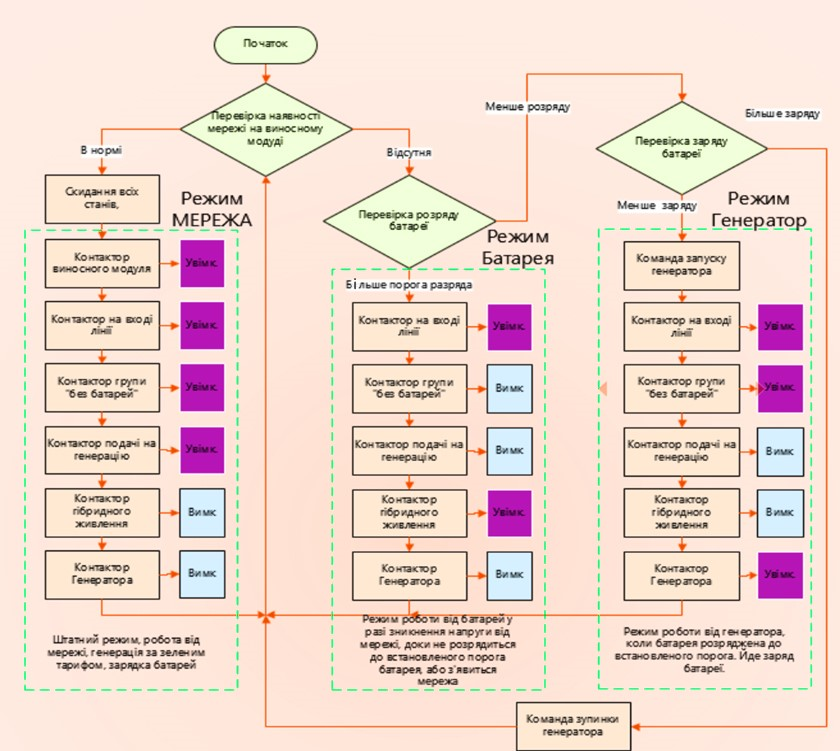 Початок
Перевірка наявності
мережі на виносному
модулі
В нормі
Відсутня
Менше розряду
Більше заряду
Скидання всіх
станів,
Режим
МЕРЕЖА
Контактор
виносного модуля
Увімк.
Контактор на вході
лінії
Увімк.
Контактор групи
"без батарей"
Увімк.
Контактор подачі на
генерацію
Увімк.
Контактор
гібридного
живлення
Вимк
Контактор
Генератора
Вимк
Штатний режим, робота від
мережі, генерація за зеленим
тарифом, зарядка батарей
Перевірка розряду
батареї
Режим
Батарея
Більше порога разряда
Контактор на вході
лінії
Увімк.
Контактор групи
"без батарей"
Вимк
Контактор подачі на
генерацію
Вимк
Контактор
гібридного
живлення
Увімк.
Контактор
Генератора
Вимк
Режим роботи від батарей у
разі зникнення напруги від
мережі, доки не розрядиться
до встановленого порога
батарея, або з'явиться
мережа
Перевірка заряду
батареї
Менше заряду
Режим
Генератор
Команда запуску
генератора
Контактор на вході
лінії
Увімк.
Контактор групи
"без батарей"
Увімк.
Контактор подачі на
генерацію
Вимк
Контактор
гібридного
живлення
Вимк
Контактор
Генератора
Увімк.
Режим роботи від генератора,
коли батарея розряджена до
встановленого порога. Йде заряд
батареї.
Команда зупинки
генератора